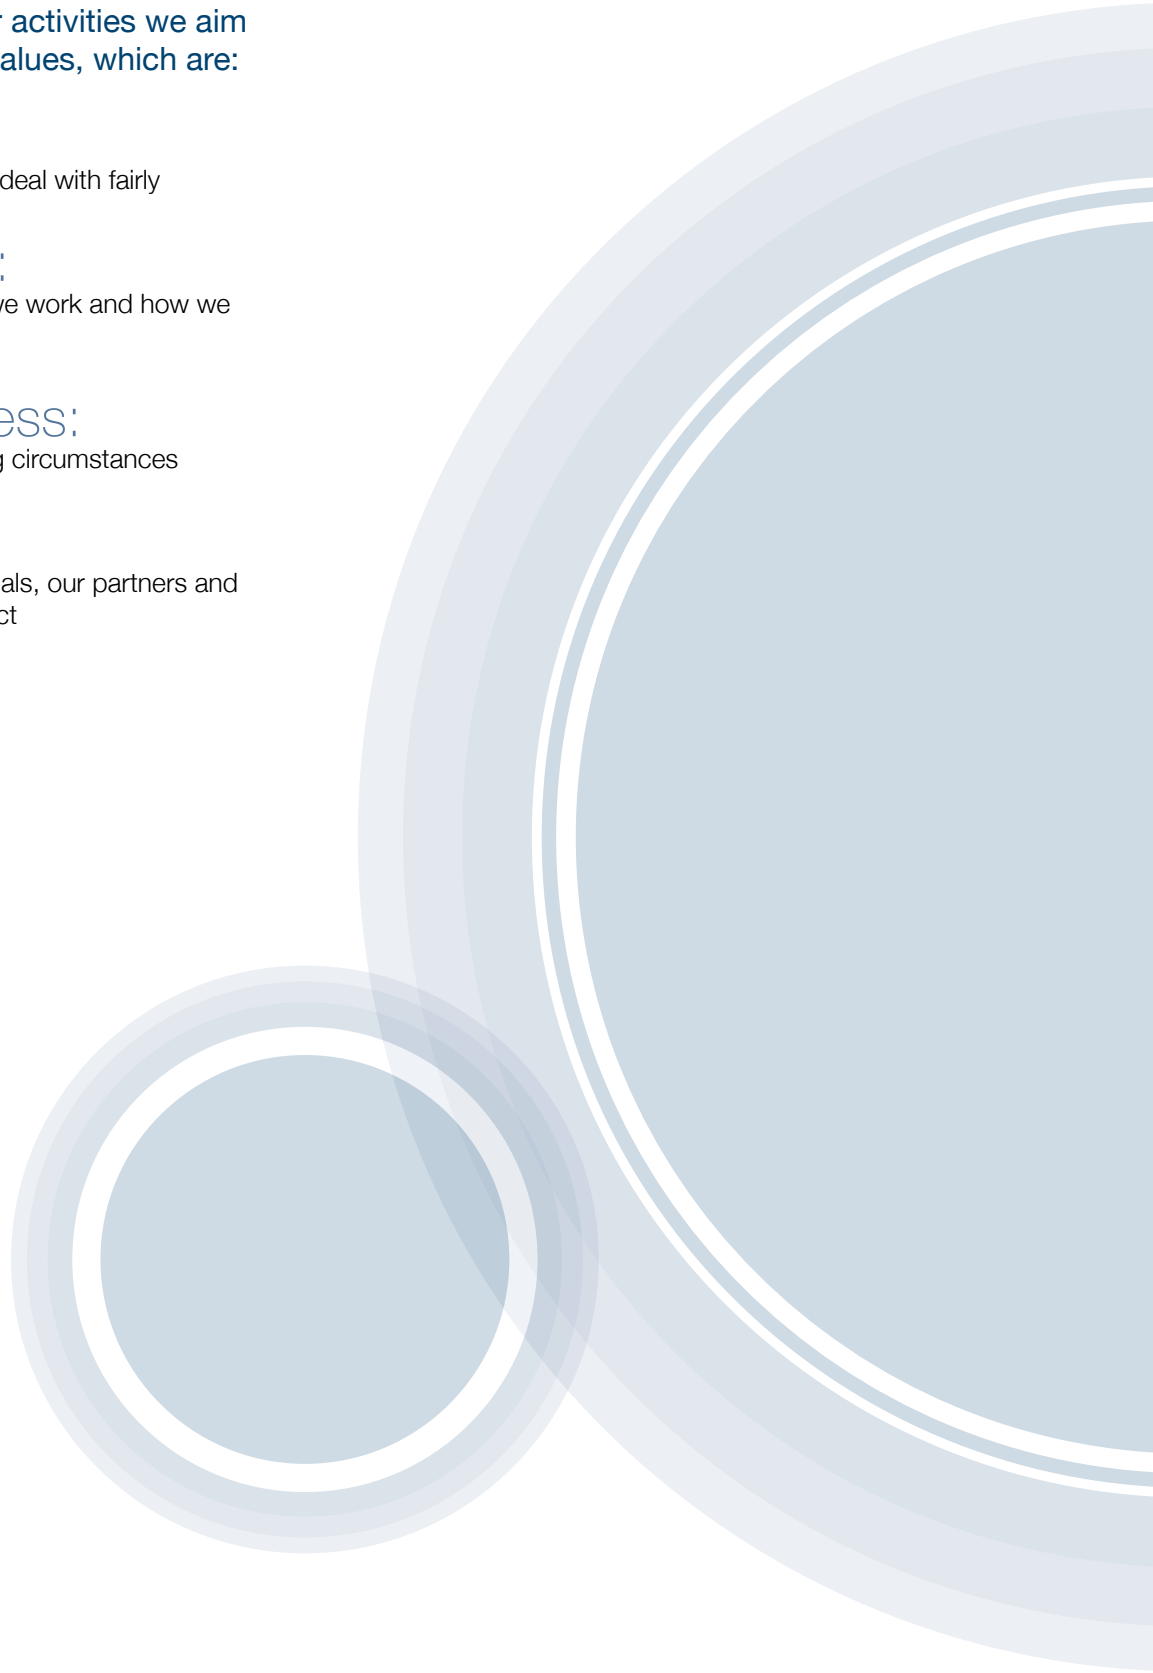 activities we aim
alues, which are:
deal with fairly
:
e work and how we
ess:
circumstances
als, our partners and
ct